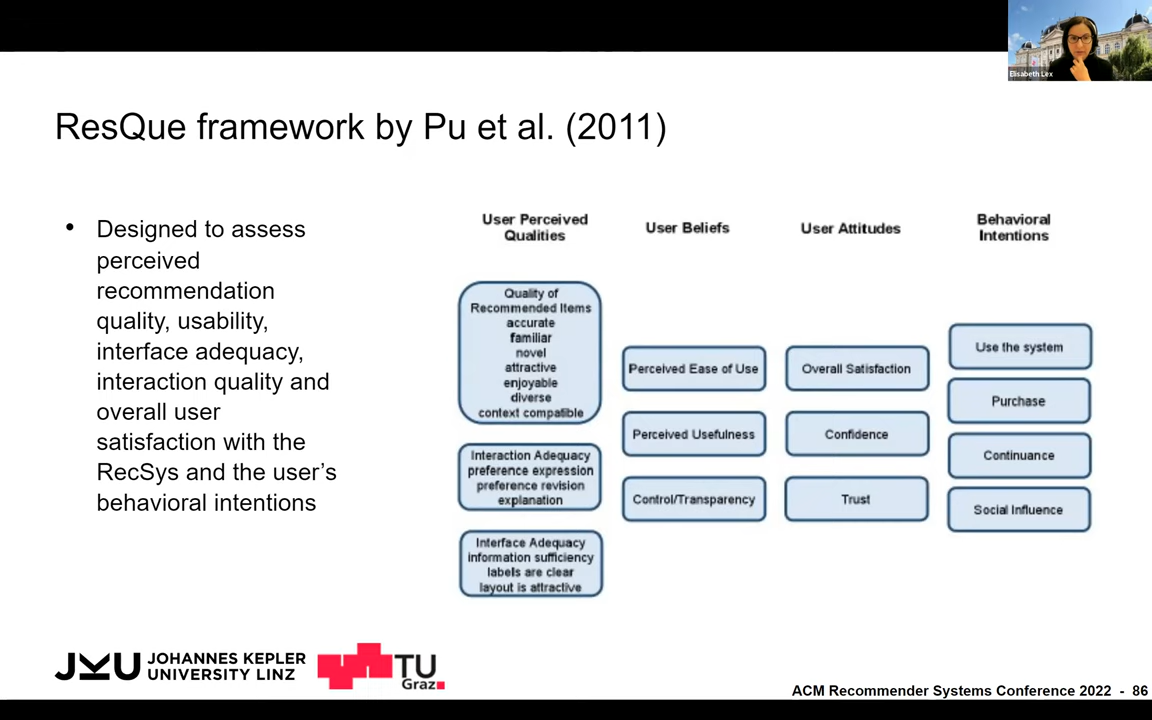 Elisabeth Lex
ResQue framework by Pu et al. (2011)
• Designed to assess
perceived
recommendation
quality, usability,
interface adequacy,
interaction quality and
overall user
satisfaction with the
RecSys and the user’s
behavioral intentions
User Perceived
Qualities
Quality of
Recommended Items
accurate
familiar
novel
attractive
enjoyable
diverse
context compatible
Interaction Adequacy
preference expression
preference revision
explanation
Interface Adequacy
information sufficiency
labels are clear
layout is attractive
User Beliefs
Perceived Ease of Use
Perceived Usefulness
Control/Transparency
User Attitudes
Overall Satisfaction
Confidence
Trust
Behavioral
Intentions
Use the system
Purchase
Continuance
Social Influence
JKU JOHANNES KEPLER
UNIVERSITY LINZ
TU
Graz
ACM Recommender Systems Conference 2022 - 86